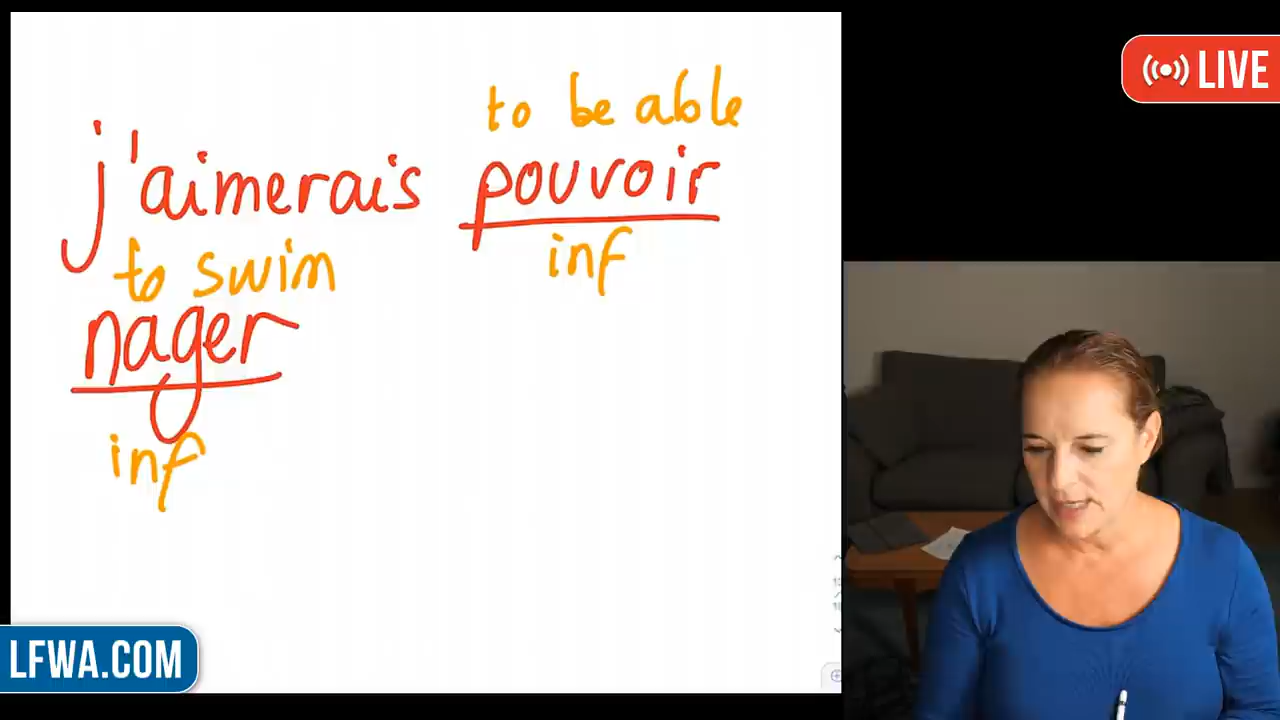 to be able
j'aimerais pouvoir
inf
to swim
nager
inf
LIVE
LFWA.COM